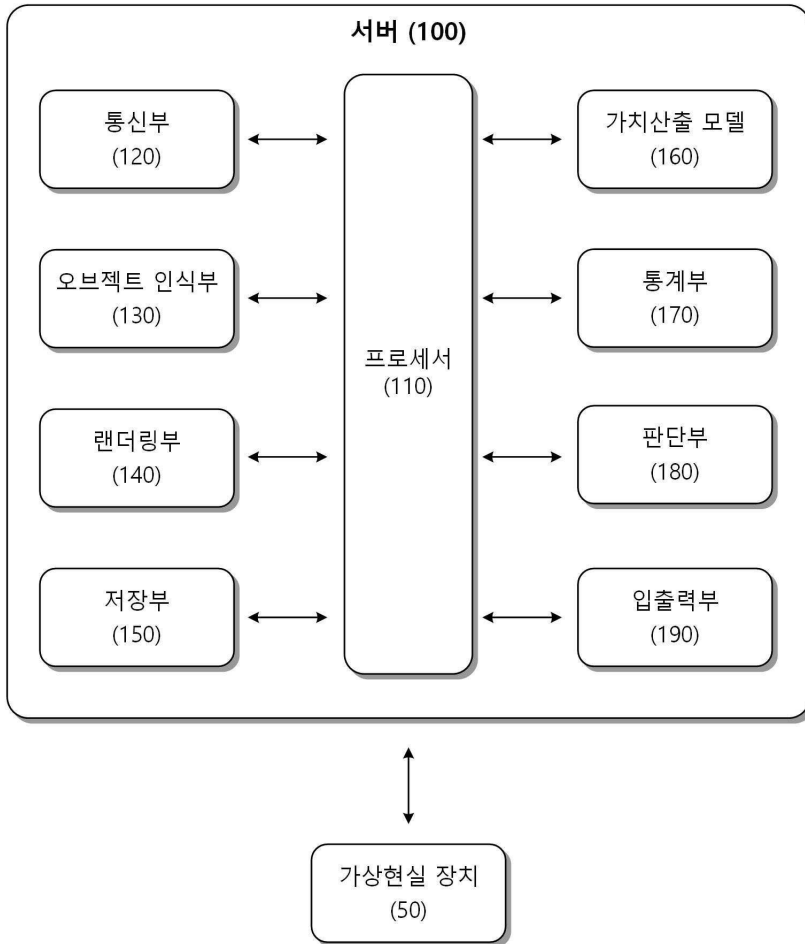 서버 (100)
통신부
(120)
오브젝트 인식부
(130)
랜더링부
(140)
저장부
(150)
프로세서
(110)
가치산출 모델
(160)
통계부
(170)
판단부
(180)
입출력부
(190)
가상현실 장치
(50)